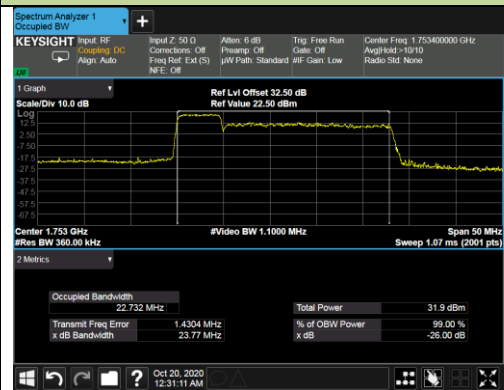 Spectrum Analyzer 1
Occupied BW
KEYSIGHT
Input: RF
Coupling: DC
Align: Auto
Input Z: 50 Ω
Corrections: Off
Freq Ref: Ext (S)
NFE: Off
Atten: 6 dB
Preamp: Off
µW Path: Standard
Trig: Free Run
Gate: Off
#IF Gain: Low
Center Freq: 1.753400000 GHz
Avg|Hold:>10/10
Radio Std: None
1 Graph
Scale/Div 10.0 dB
Ref Lvl Offset 32.50 dB
Ref Value 22.50 dBm
Log
12.5
2.50
-7.50
-17.5
-27.5
-37.5
-47.5
-57.5
-67.5
Center 1.753 GHz
#Video BW 1.1000 MHz
Span 50 MHz
#Res BW 360.00 kHz
Sweep 1.07 ms (2001 pts)
2 Metrics
Occupied Bandwidth
22.732 MHz
Total Power 31.9 dBm
Transmit Freq Error 1.4304 MHz
% of OBW Power 99.00 %
x dB Bandwidth 23.77 MHz
x dB -26.00 dB
?
Oct 20, 2020
12:31:11 AM